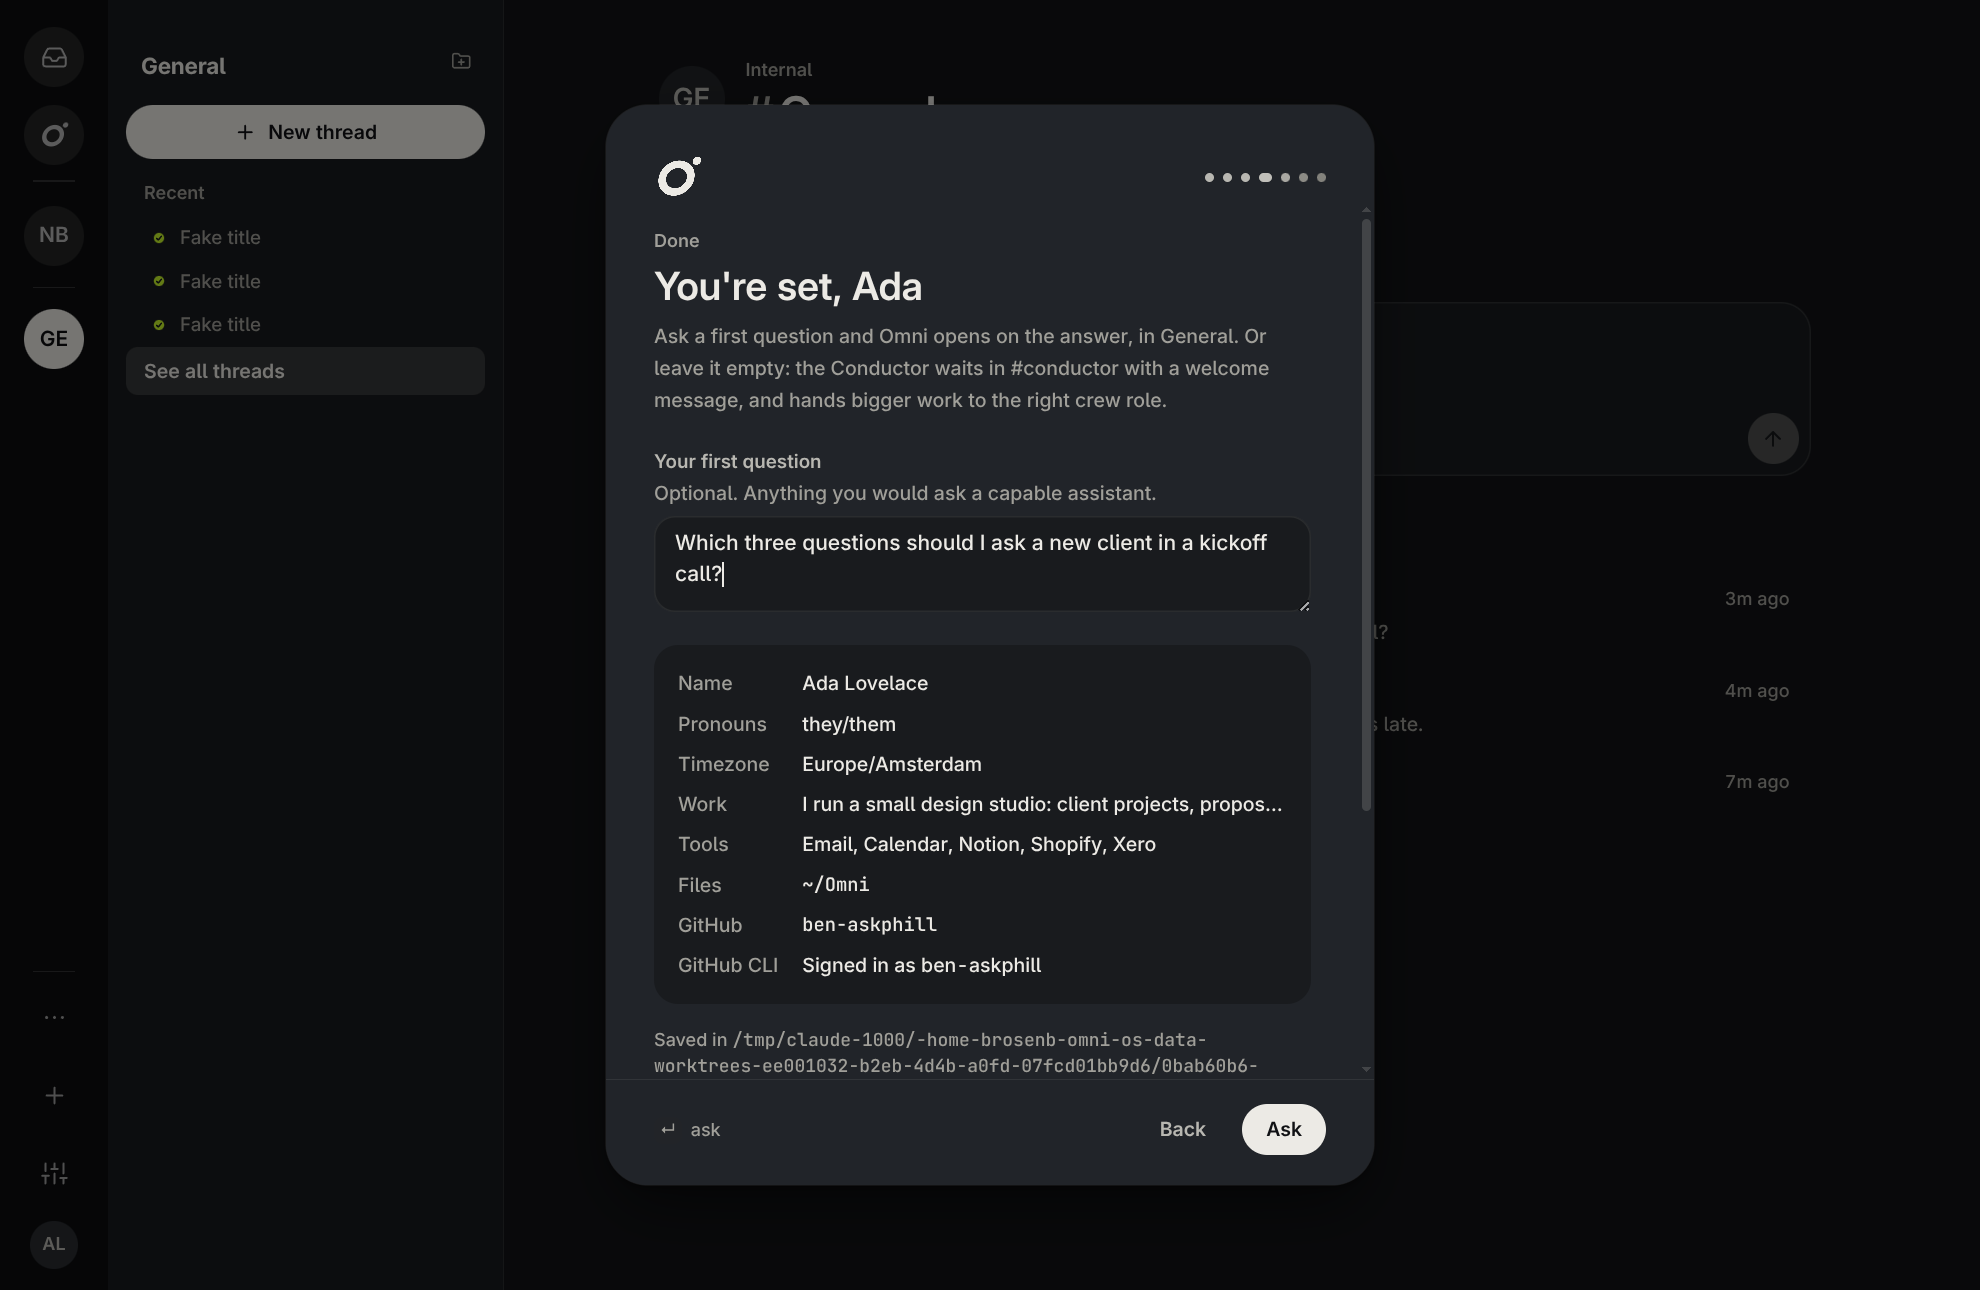 General
New thread
Recent
Fake title
Fake title
Fake title
See all threads
NB
GE
AL
GE
Internal
Done
You're set, Ada
Ask a first question and Omni opens on the answer, in General. Or
leave it empty: the Conductor waits in #conductor with a welcome
message, and hands bigger work to the right crew role.
Your first question
Optional. Anything you would ask a capable assistant.
Which three questions should I ask a new client in a kickoff
call?
Name Ada Lovelace
Pronouns they/them
Timezone Europe/Amsterdam
Work I run a small design studio: client projects, propos...
Tools Email, Calendar, Notion, Shopify, Xero
Files ~/Omni
GitHub ben-askphill
GitHub CLI Signed in as ben-askphill
Saved in /tmp/claude-1000/-home-brosenb-omni-os-data-
worktrees-ee001032-b2eb-4d4b-a0fd-07fcd01bb9d6/0bab60b6-
ask
Back
Ask
3m ago
l?
4m ago
s late.
7m ago